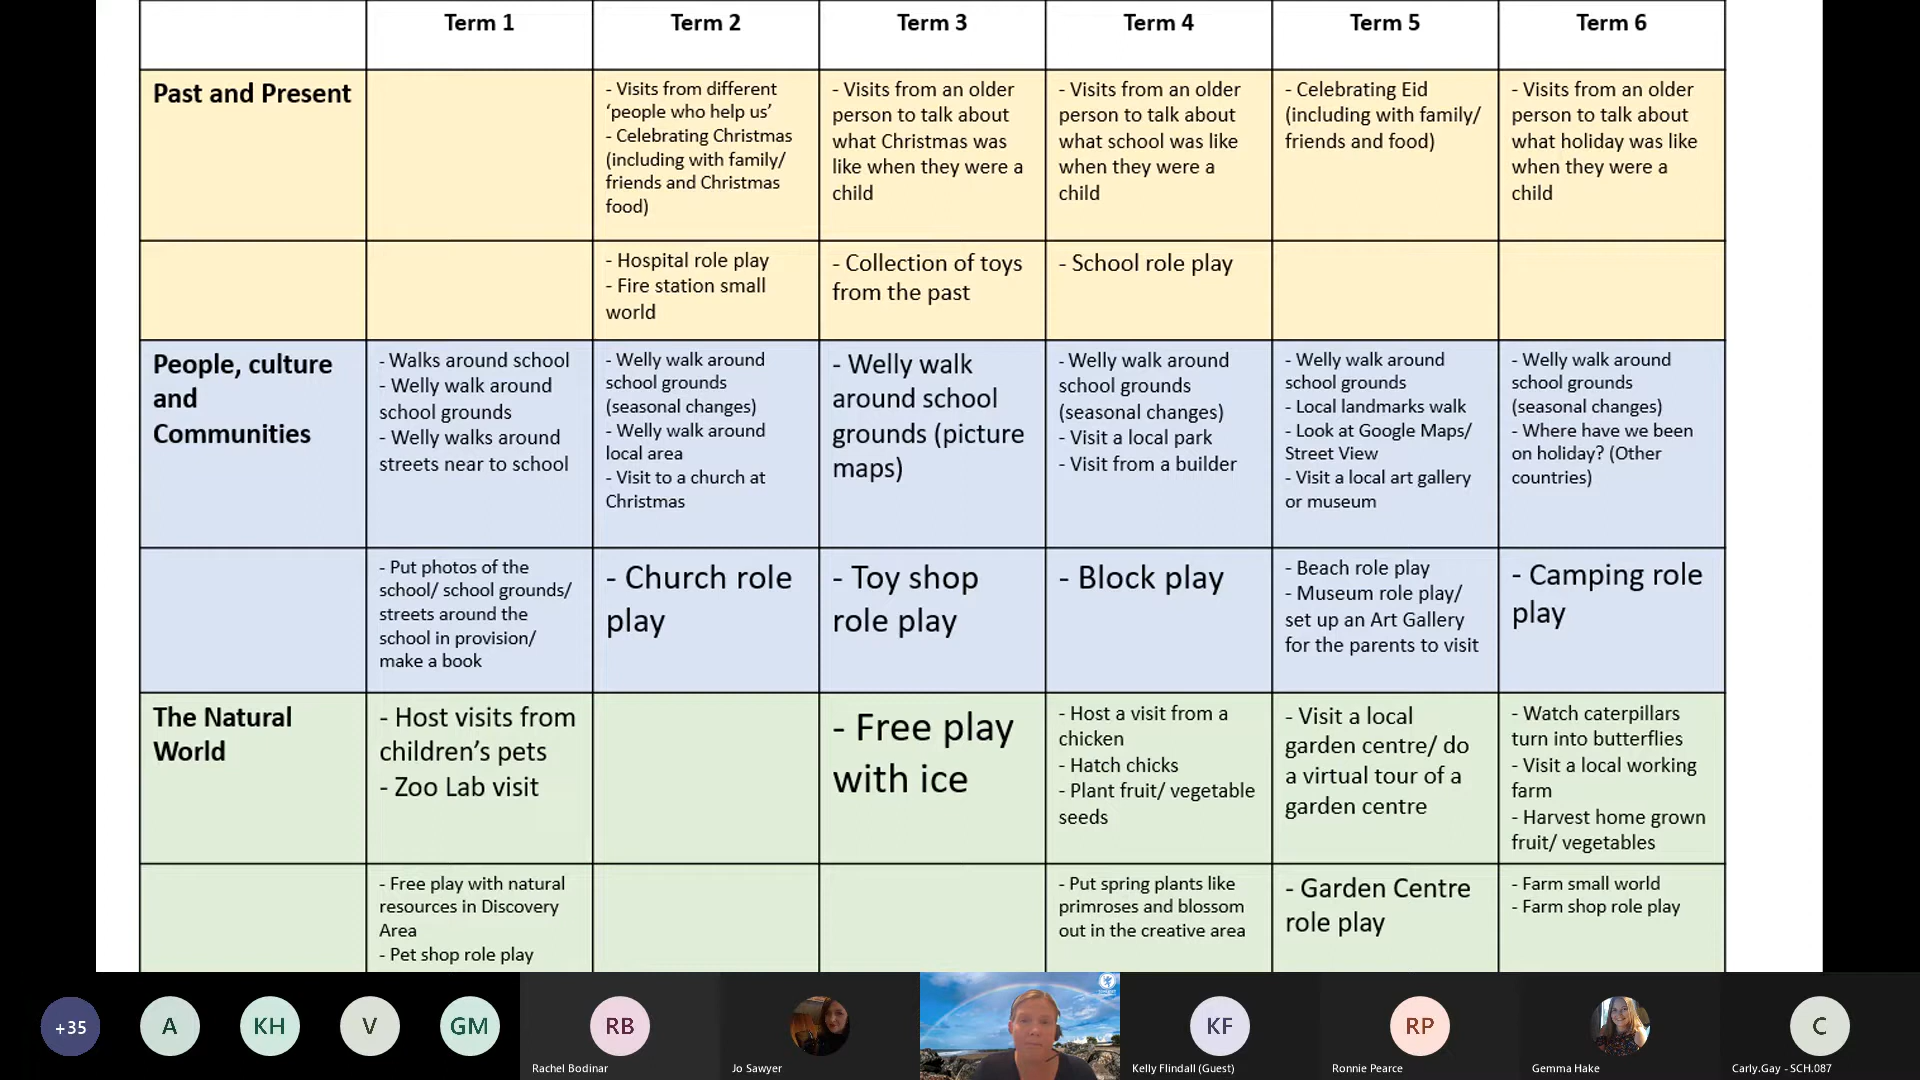 Term 1
Term 2
Term 3
Term 4
Term 5
Term 6
Past and Present
- Visits from different
‘people who help us’
- Celebrating Christmas
(including with family/
friends and Christmas
food)
- Visits from an older
person to talk about
what Christmas was
like when they were a
child
- Visits from an older
person to talk about
what school was like
when they were a
child
- Celebrating Eid
(including with family/
friends and food)
- Visits from an older
person to talk about
what holiday was like
when they were a
child
- Hospital role play
- Fire station small
world
- Collection of toys
from the past
- School role play
People, culture
and
Communities
- Walks around school
- Welly walk around
school grounds
- Welly walks around
streets near to school
- Welly walk around
school grounds
(seasonal changes)
- Welly walk around
local area
- Visit to a church at
Christmas
- Welly walk
around school
grounds (picture
maps)
- Welly walk around
school grounds
(seasonal changes)
- Visit a local park
- Visit from a builder
- Welly walk around
school grounds
- Local landmarks walk
- Look at Google Maps/
Street View
- Visit a local art gallery
or museum
- Welly walk around
school grounds
(seasonal changes)
- Where have we been
on holiday? (Other
countries)
- Put photos of the
school/ school grounds/
streets around the
school in provision/
make a book
- Church role
play
- Toy shop
role play
- Block play
- Beach role play
- Museum role play/
set up an Art Gallery
for the parents to visit
- Camping role
play
The Natural
World
- Host visits from
children’s pets
- Zoo Lab visit
- Free play
with ice
- Host a visit from a
chicken
- Hatch chicks
- Plant fruit/ vegetable
seeds
- Visit a local
garden centre/ do
a virtual tour of a
garden centre
- Watch caterpillars
turn into butterflies
- Visit a local working
farm
- Harvest home grown
fruit/ vegetables
- Free play with natural
resources in Discovery
Area
- Pet shop role play
- Put spring plants like
primroses and blossom
out in the creative area
- Garden Centre
role play
- Farm small world
- Farm shop role play
+35
A
KH
V
GM
RB
Rachel Bodinar
Jo Sawyer
KF
Kelly Flindall (Guest)
RP
Ronnie Pearce
Gemma Hake
C
Carly.Gay - SCH.087